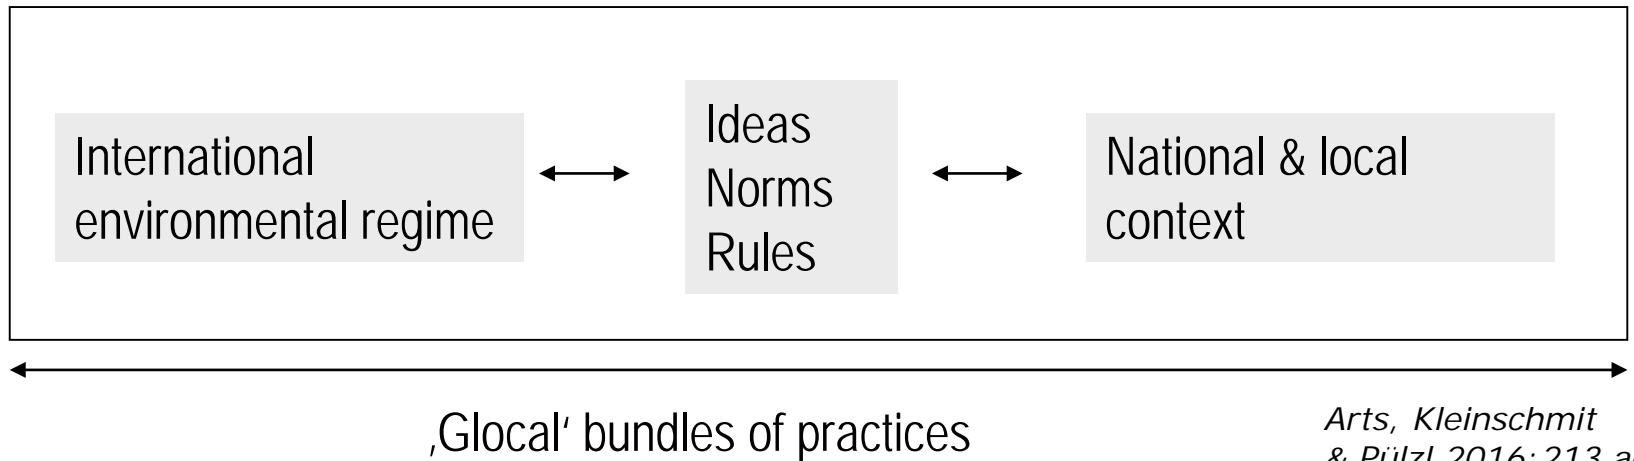 International
environmental regime
Ideas
Norms
Rules
National & local
context
‚Glocal‘ bundles of practices
Arts, Kleinschmit
& Pülzl 2016: 213